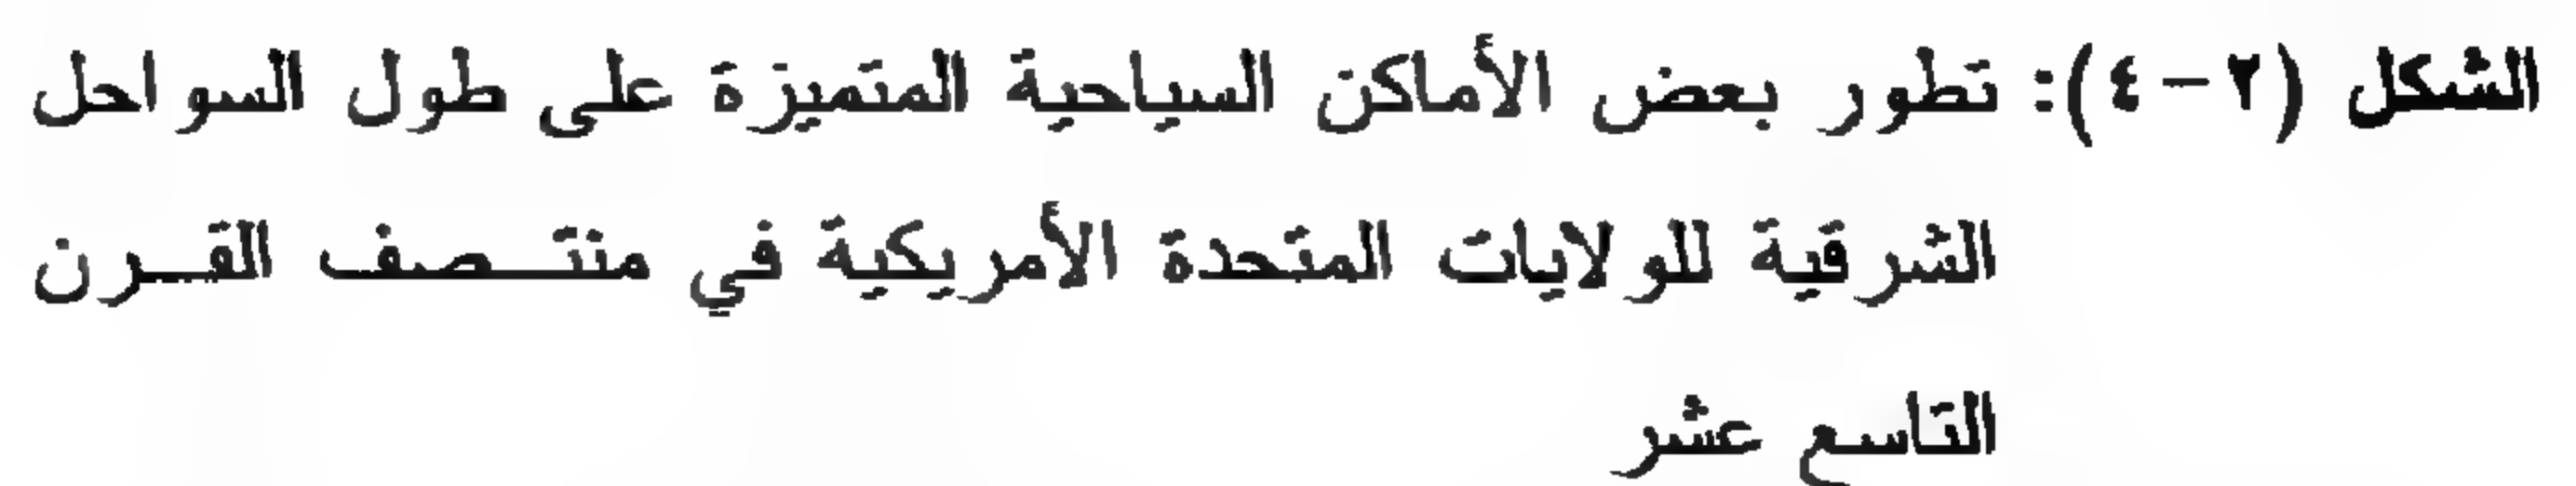 الشكل (٢ - ٤): تطور بعض الأماكن السياحية المتميزة على طول السواحل
الشرقية للولايات المتحدة الأمريكية في منتصف القرن
التاسع عشر